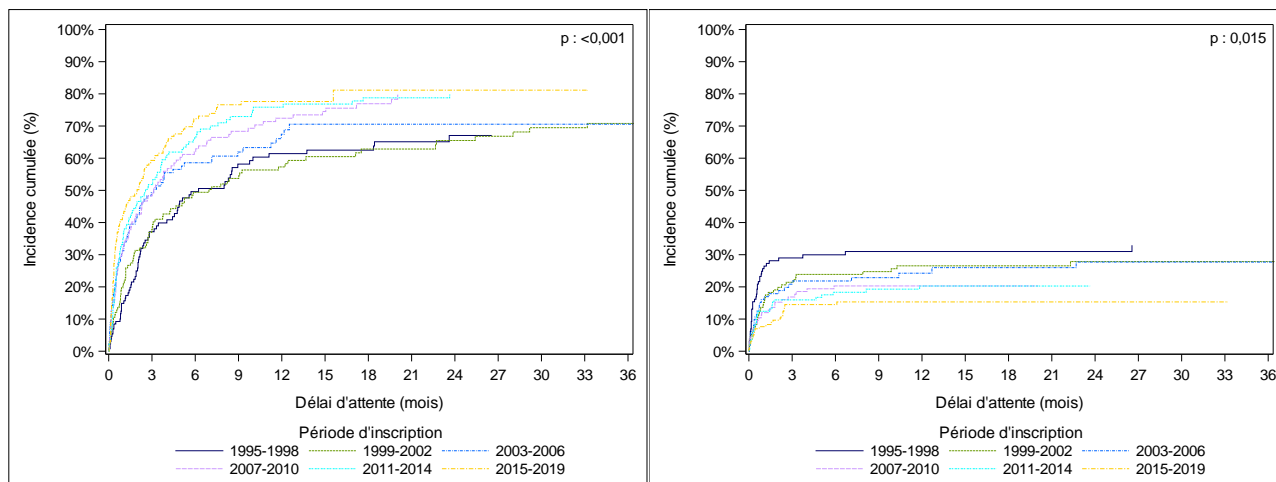 p : <0,001
Incidence cumulée (%)
100%
90%
80%
70%
60%
50%
40%
30%
20%
10%
0%
0 3 6 9 12 15 18 21 24 27 30 33 36
Délai d'attente (mois)
Période d'inscription
1995-1998 1999-2002 2003-2006
2007-2010 2011-2014 2015-2019
p : 0,015
Incidence cumulée (%)
100%
90%
80%
70%
60%
50%
40%
30%
20%
10%
0%
0 3 6 9 12 15 18 21 24 27 30 33 36
Délai d'attente (mois)
Période d'inscription
1995-1998 1999-2002 2003-2006
2007-2010 2011-2014 2015-2019